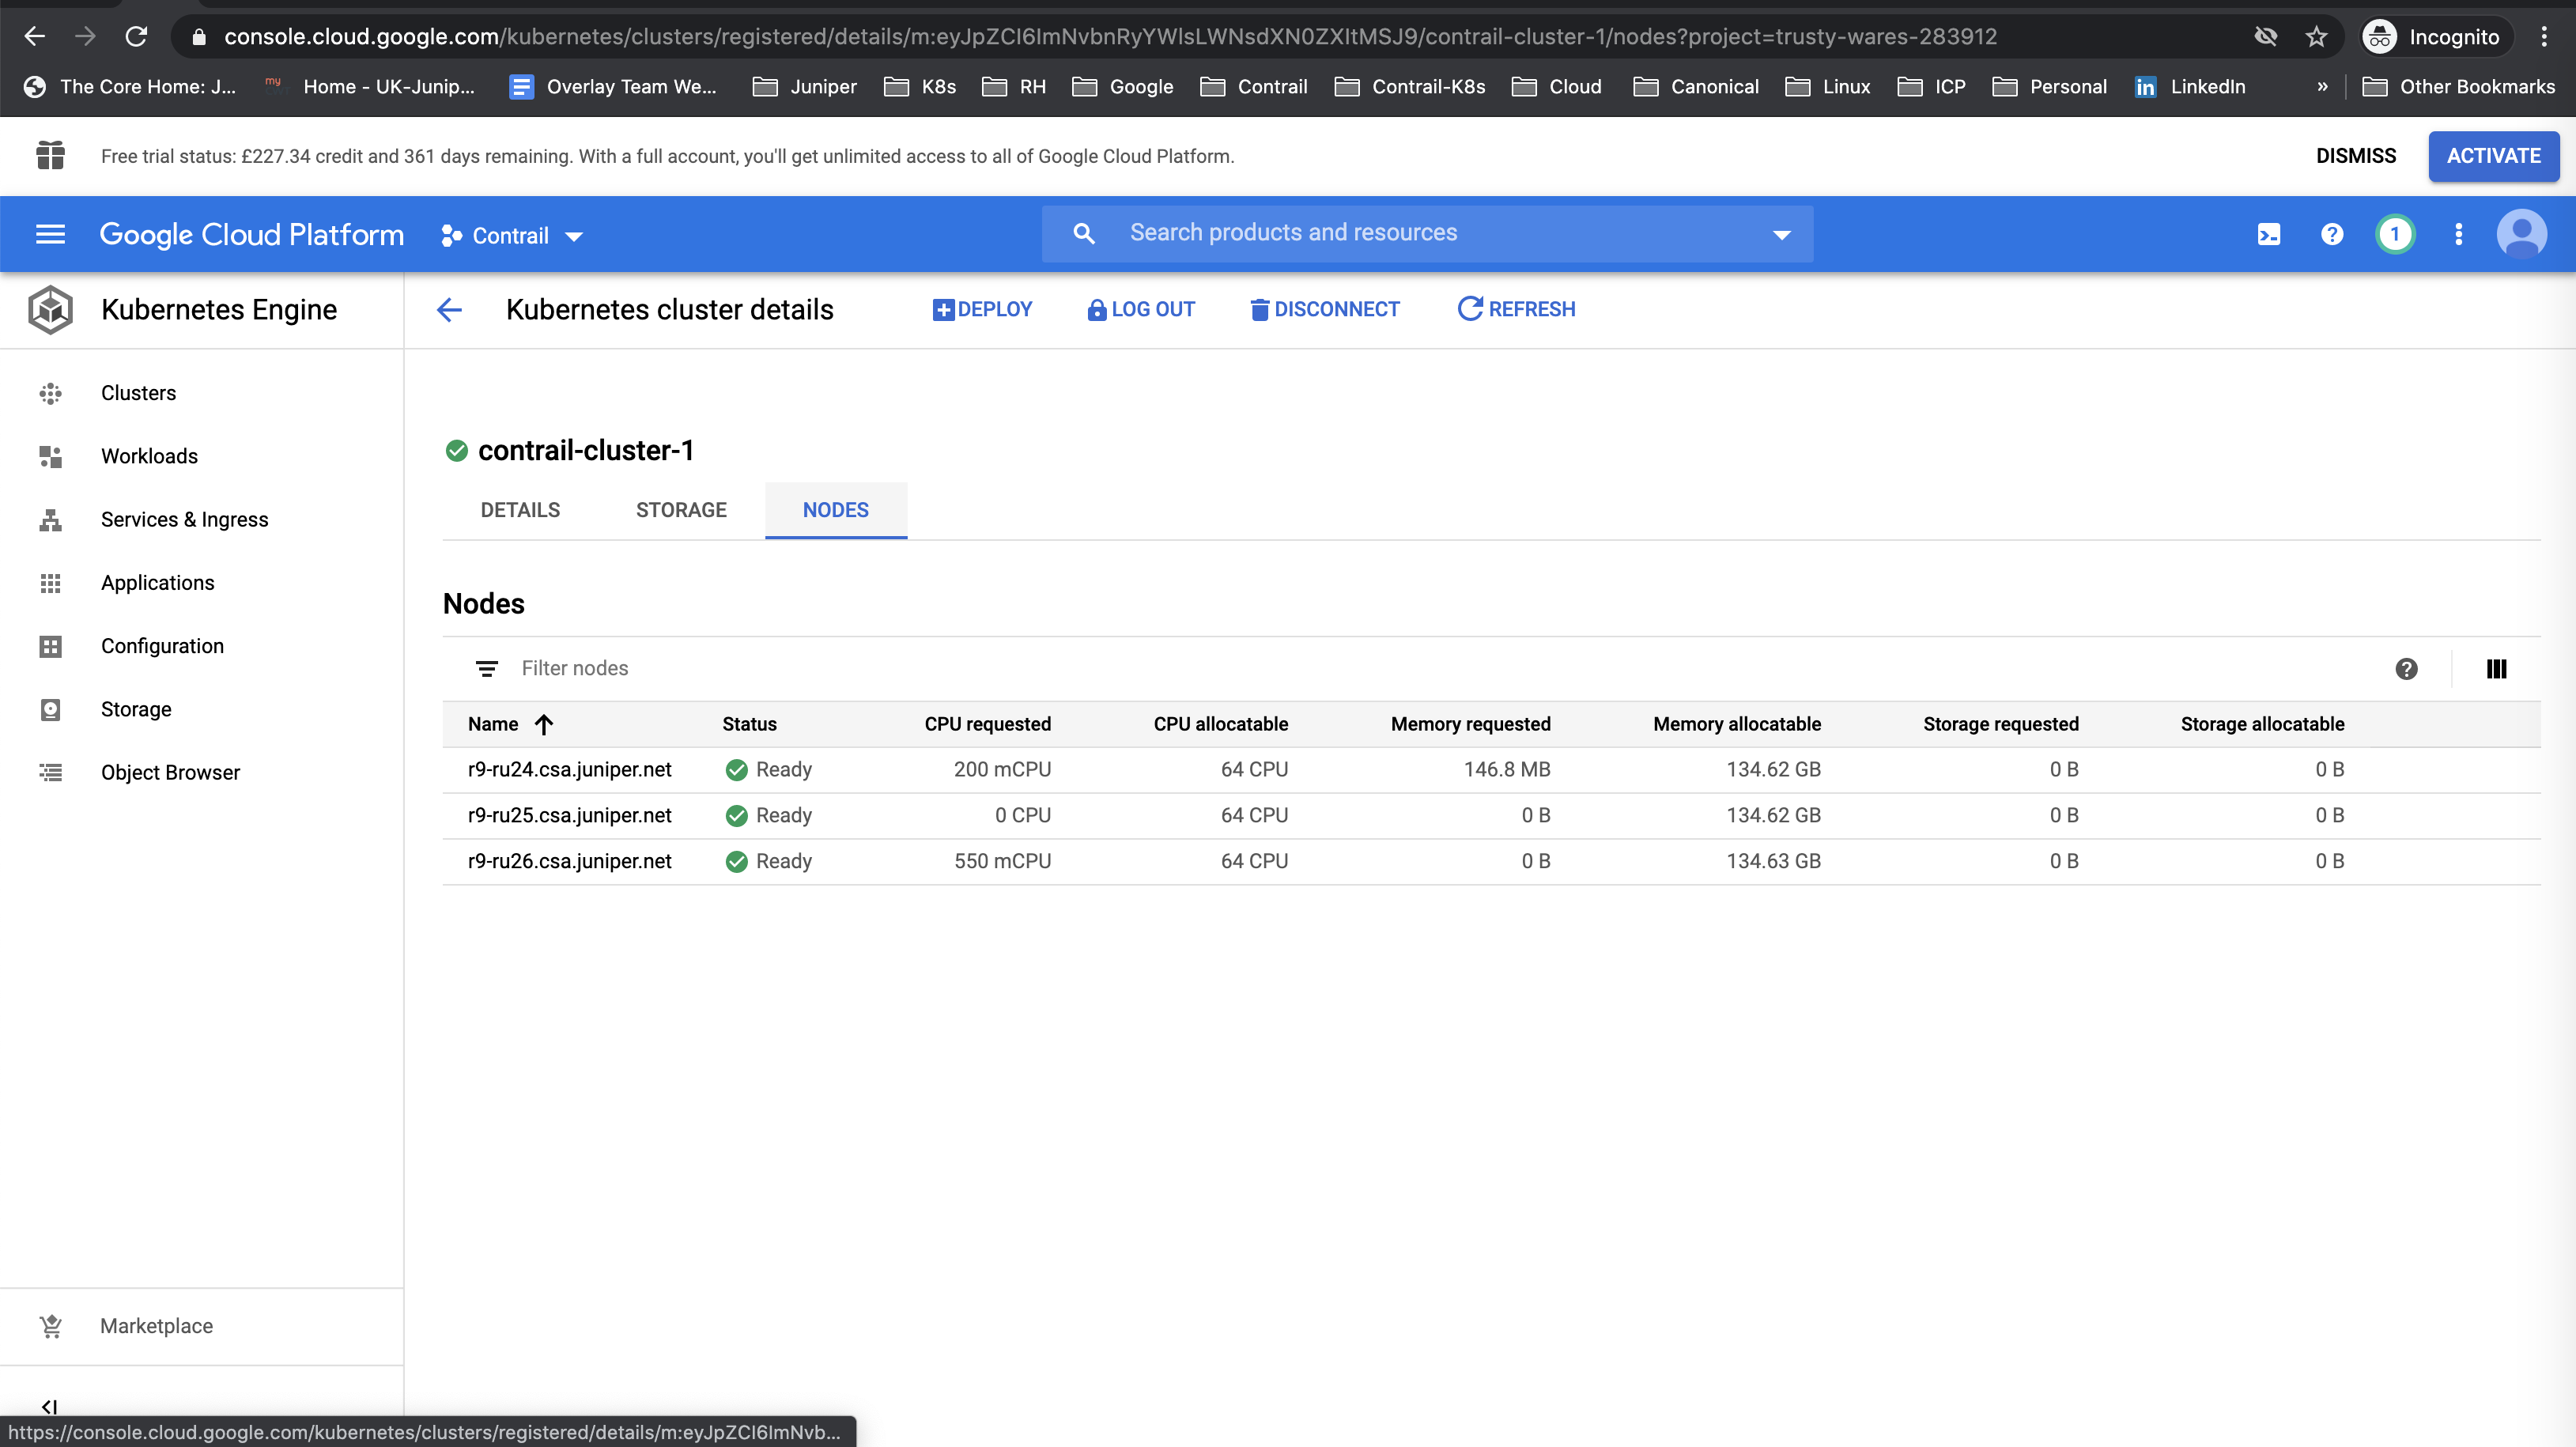 console.cloud.google.com/kubernetes/clusters/registered/details/m:eyJpZCI6ImNvbnRyYWlsLWNsdXN0ZXItMSJ9/contrail-cluster-1/nodes?project=trusty-wares-283912
Incognito
The Core Home: J...
my
Home - UK-Junip...
Overlay Team We...
Juniper
K8s
RH
Google
Contrail
Contrail-K8s
Cloud
Canonical
Linux
ICP
Personal
in
LinkedIn
»
Other Bookmarks
Free trial status: £227.34 credit and 361 days remaining. With a full account, you'll get unlimited access to all of Google Cloud Platform.
DISMISS
ACTIVATE
Google Cloud Platform
Contrail
Search products and resources
1
Kubernetes Engine
Kubernetes cluster details
DEPLOY
LOG OUT
DISCONNECT
REFRESH
Clusters
Workloads
Services & Ingress
Applications
Configuration
Storage
Object Browser
Marketplace
contrail-cluster-1
DETAILS
STORAGE
NODES
Nodes
Filter nodes
Name Status CPU requested CPU allocatable Memory requested Memory allocatable Storage requested Storage allocatable
r9-ru24.csa.juniper.net Ready 200 mCPU 64 CPU 146.8 MB 134.62 GB 0 B 0 B
r9-ru25.csa.juniper.net Ready 0 CPU 64 CPU 0 B 134.62 GB 0 B 0 B
r9-ru26.csa.juniper.net Ready 550 mCPU 64 CPU 0 B 134.63 GB 0 B 0 B
https://console.cloud.google.com/kubernetes/clusters/registered/details/m:eyJpZCI6ImNvb...